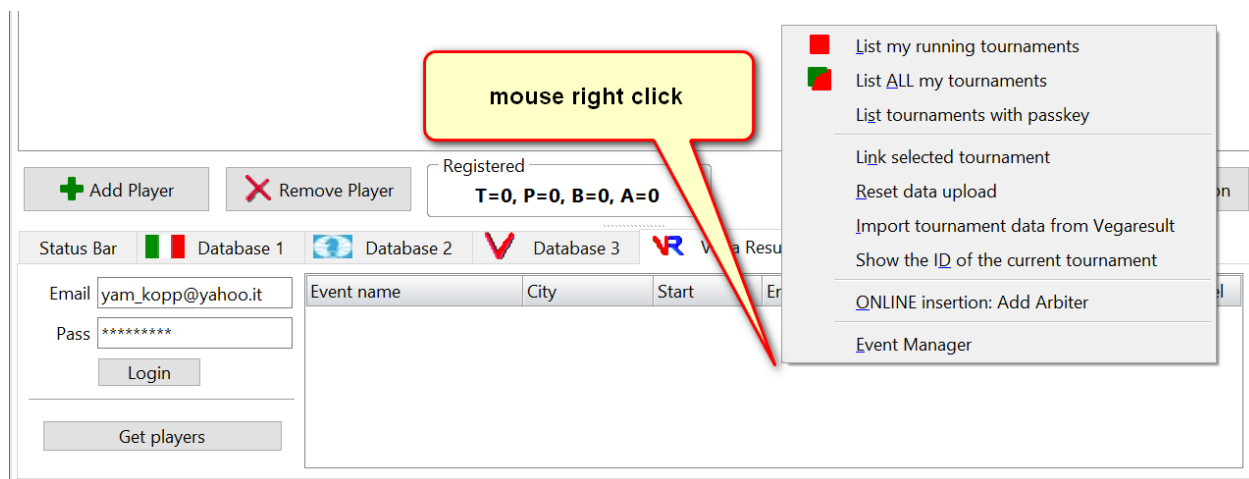 List my running tournaments
List ALL my tournaments
List tournaments with passkey
Link selected tournament
Reset data upload
Import tournament data from Vegaresult
Show the ID of the current tournament
ONLINE insertion: Add Arbiter
Event Manager
mouse right click
Add Player
Remove Player
Registered
T=0, P=0, B=0, A=0
Status Bar
Database 1
Database 2
Database 3
VR
Email
yam_kopp@yahoo.it
Pass
*********
Login
Get players
Event name
City
Start